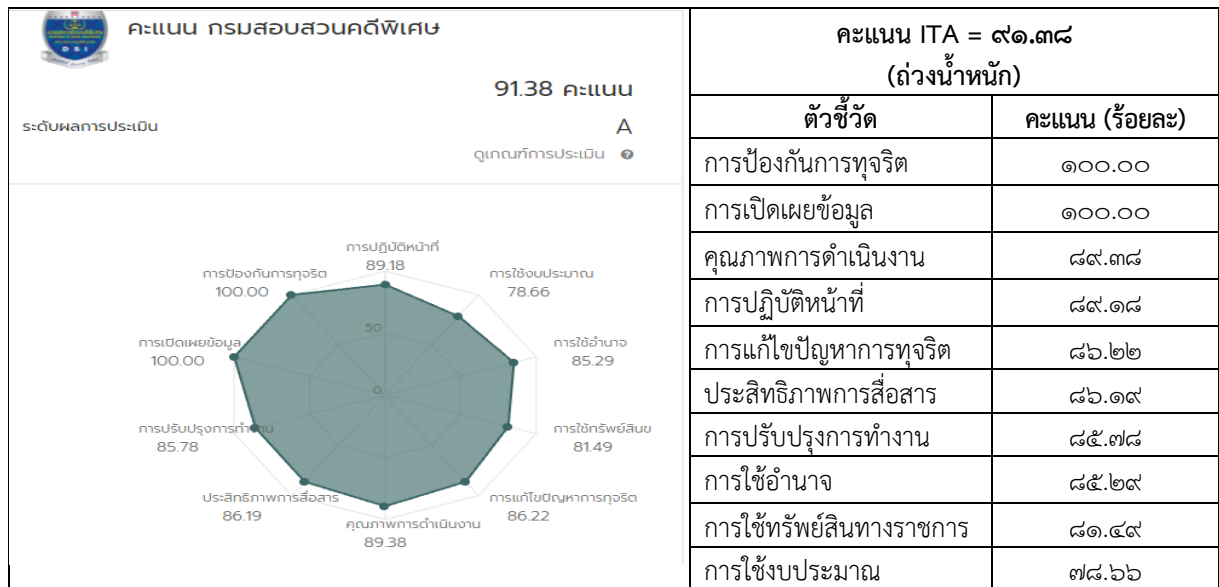 คะแนน กรมสอบสวนคดีพิเศษ
DSI
91.38 คะแนน
ระดับผลการประเมิน A
ดูเกณฑ์การประเมิน ?
การปฏิบัติหน้าที่
89.18
การป้องกันการทุจริต
100.00
การใช้งบประมาณ
78.66
50
การเปิดเผยข้อมูล
100.00
การใช้อำนาจ
85.29
0
การปรับปรุงการทำงาน
85.78
การใช้ทรัพย์สินข
81.49
ประสิทธิภาพการสื่อสาร
86.19
การแก้ไขปัญหาการทุจริต
86.22
คุณภาพการดำเนินงาน
89.38
คะแนน ITA = ๙๑.๓๘
(ถ่วงน้ำหนัก)
ตัวชี้วัด คะแนน (ร้อยละ)
การป้องกันการทุจริต ๑๐๐.๐๐
การเปิดเผยข้อมูล ๑๐๐.๐๐
คุณภาพการดำเนินงาน ๘๙.๓๘
การปฏิบัติหน้าที่ ๘๙.๑๘
การแก้ไขปัญหาการทุจริต ๘๖.๒๒
ประสิทธิภาพการสื่อสาร ๘๖.๑๙
การปรับปรุงการทำงาน ๘๕.๗๘
การใช้อำนาจ ๘๕.๒๙
การใช้ทรัพย์สินทางราชการ ๘๑.๔๙
การใช้งบประมาณ ๗๘.๖๖